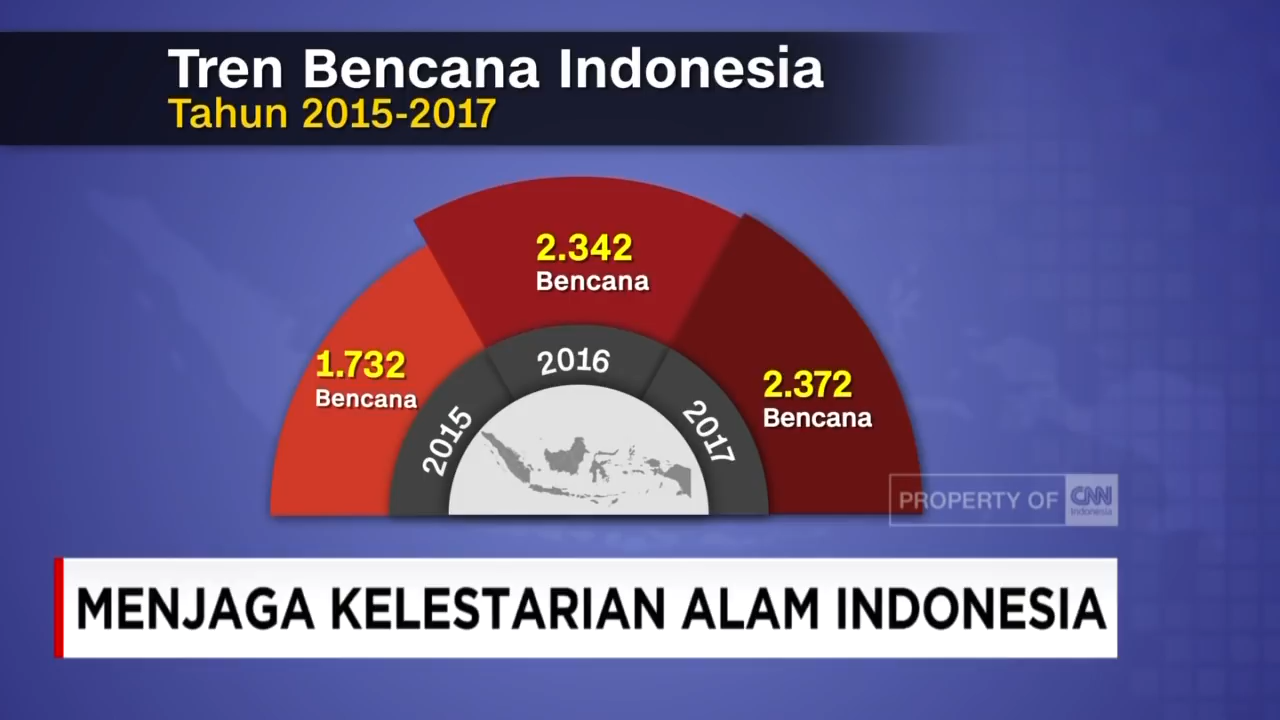 Tren Bencana Indonesia
Tahun 2015-2017
2.342
Bencana
1.732
Bencana
2.372
Bencana
2015
2016
2017
PROPERTY OF CNN Indonesia
MENJAGA KELESTARIAN ALAM INDONESIA